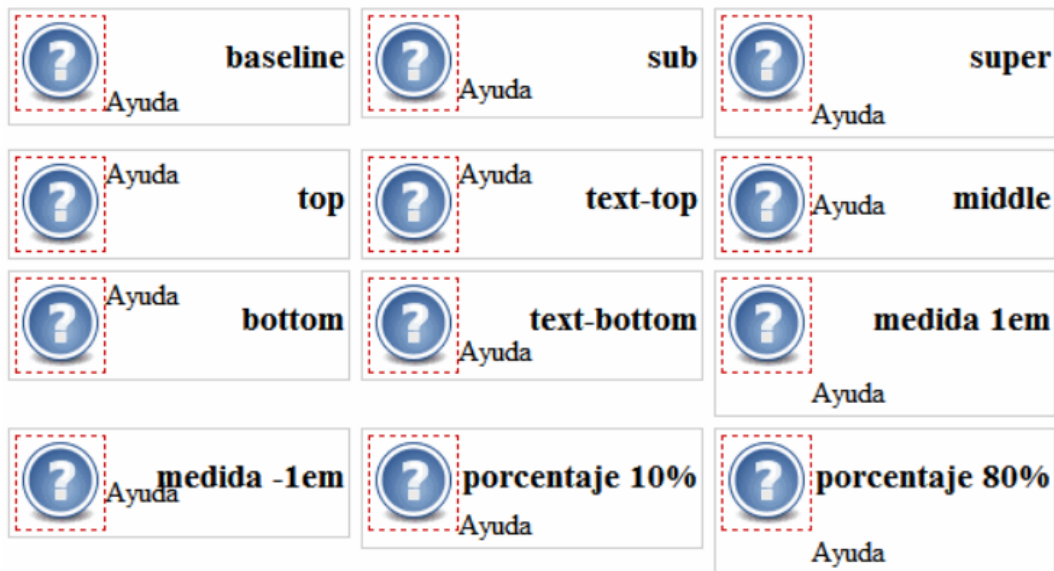 baseline
Ayuda
sub
Ayuda
super
Ayuda
Ayuda
top
Ayuda
text-top
Ayuda
middle
Ayuda
bottom
text-bottom
Ayuda
medida 1em
Ayuda
medida -1em
Ayuda
porcentaje 10%
Ayuda
porcentaje 80%
Ayuda